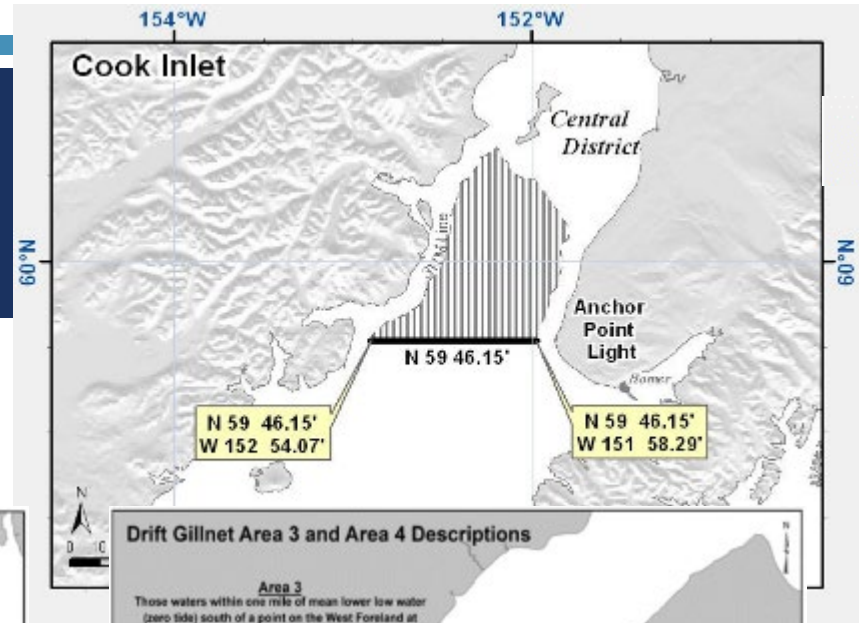 154°W
152°W
Cook Inlet
Central
District
Line
60°N
60°N
Anchor
Point
Light
N 59 46.15'
Homer
N 59 46.15'
W 152 54.07'
N 59 46.15'
W 151 58.29'
N
0
Drift Gillnet Area 3 and Area 4 Descriptions
Area 3
Those waters within one mile of mean lower low water
(zero tide) south of a point on the West Foreland at